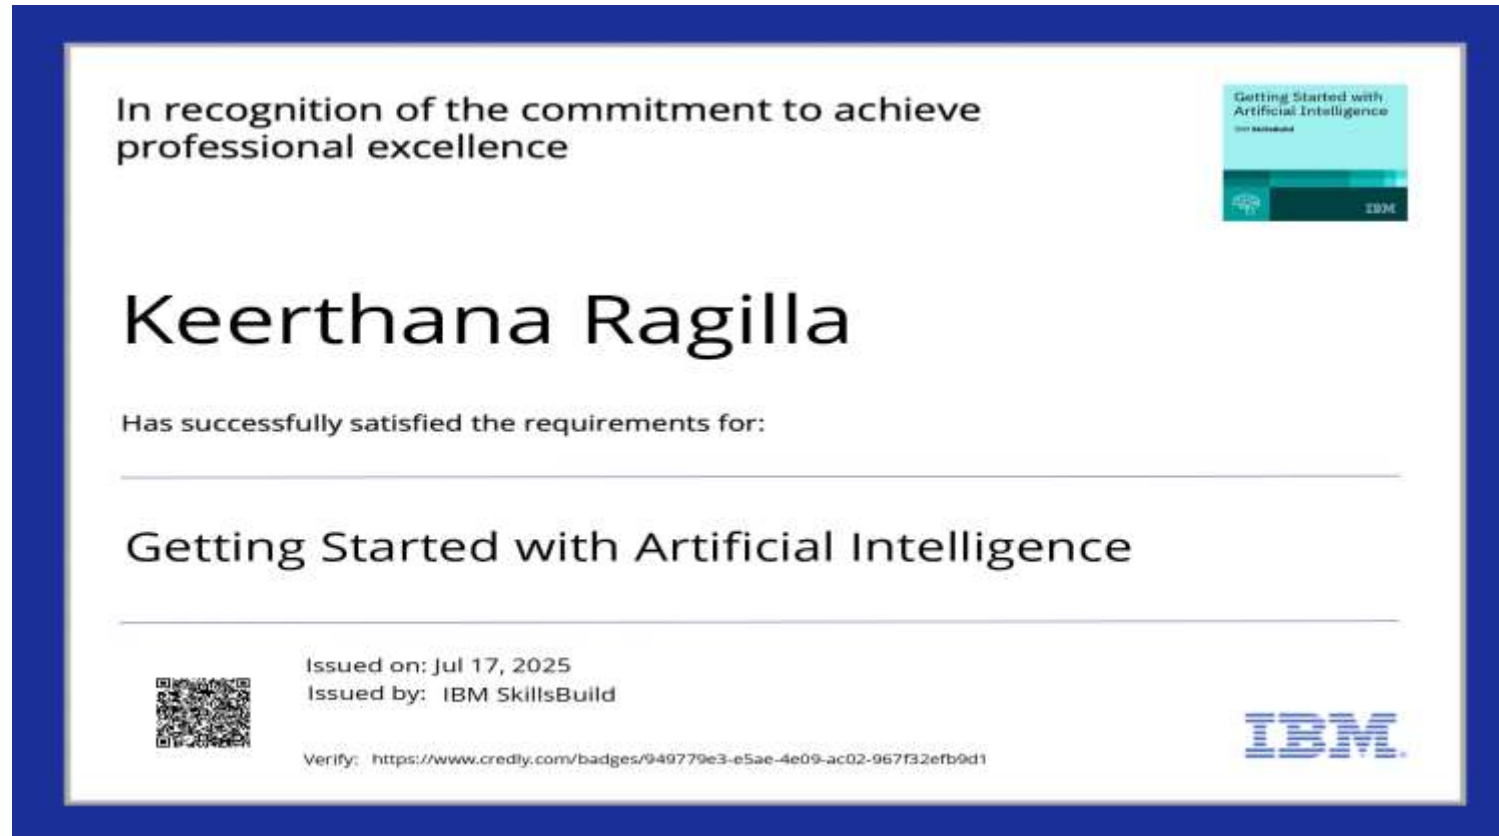 In recognition of the commitment to achieve
professional excellence
Getting Started with
Artificial Intelligence
IBM SkillsBuild
IBM
Keerthana Ragilla
Has successfully satisfied the requirements for:
Getting Started with Artificial Intelligence
Issued on: Jul 17, 2025
Issued by: IBM SkillsBuild
Verify: https://www.credly.com/badges/949779e3-e5ae-4e09-ac02-967f32efb9d1
IBM.